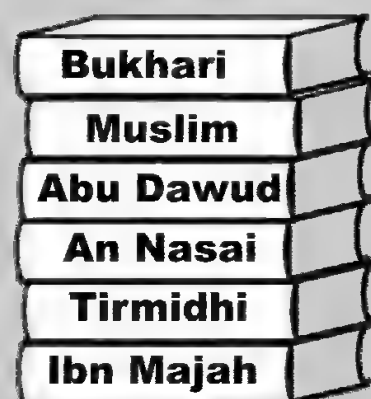 Bukhari
Muslim
Abu Dawud
An Nasai
Tirmidhi
Ibn Majah